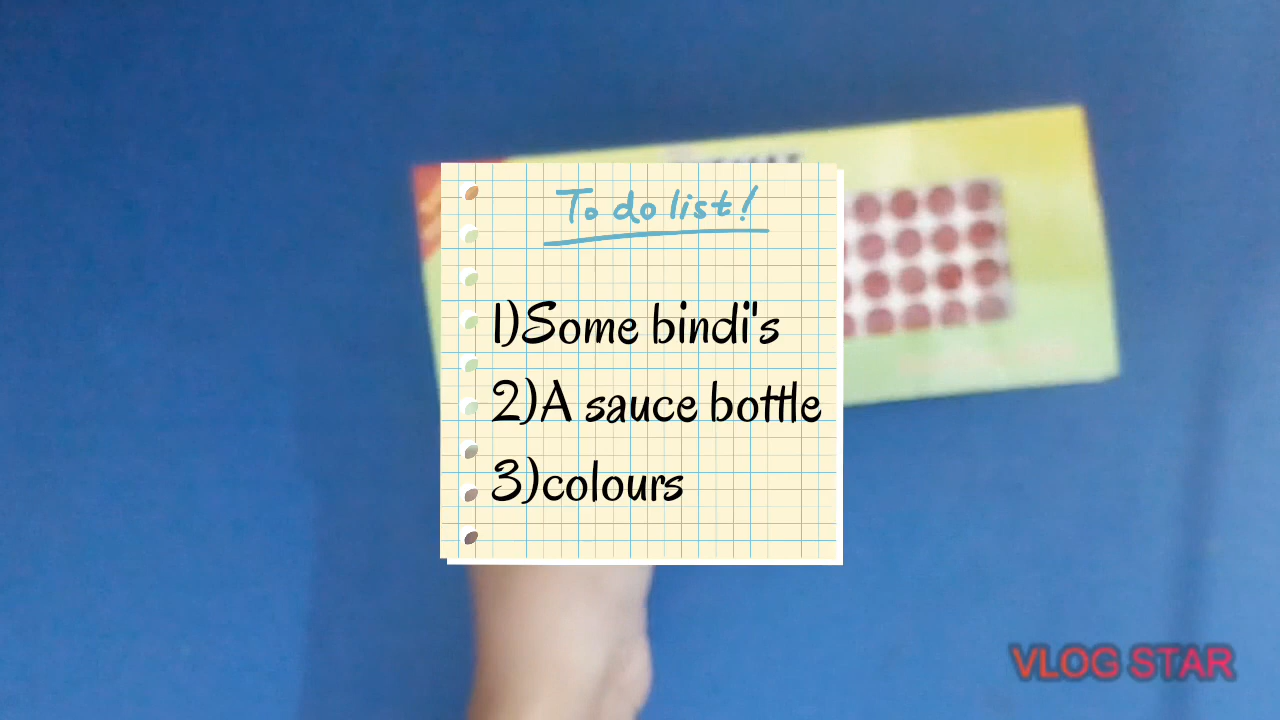 To do list!
1)Some bindi's
2)A sauce bottle
3)colours
VLOG STAR